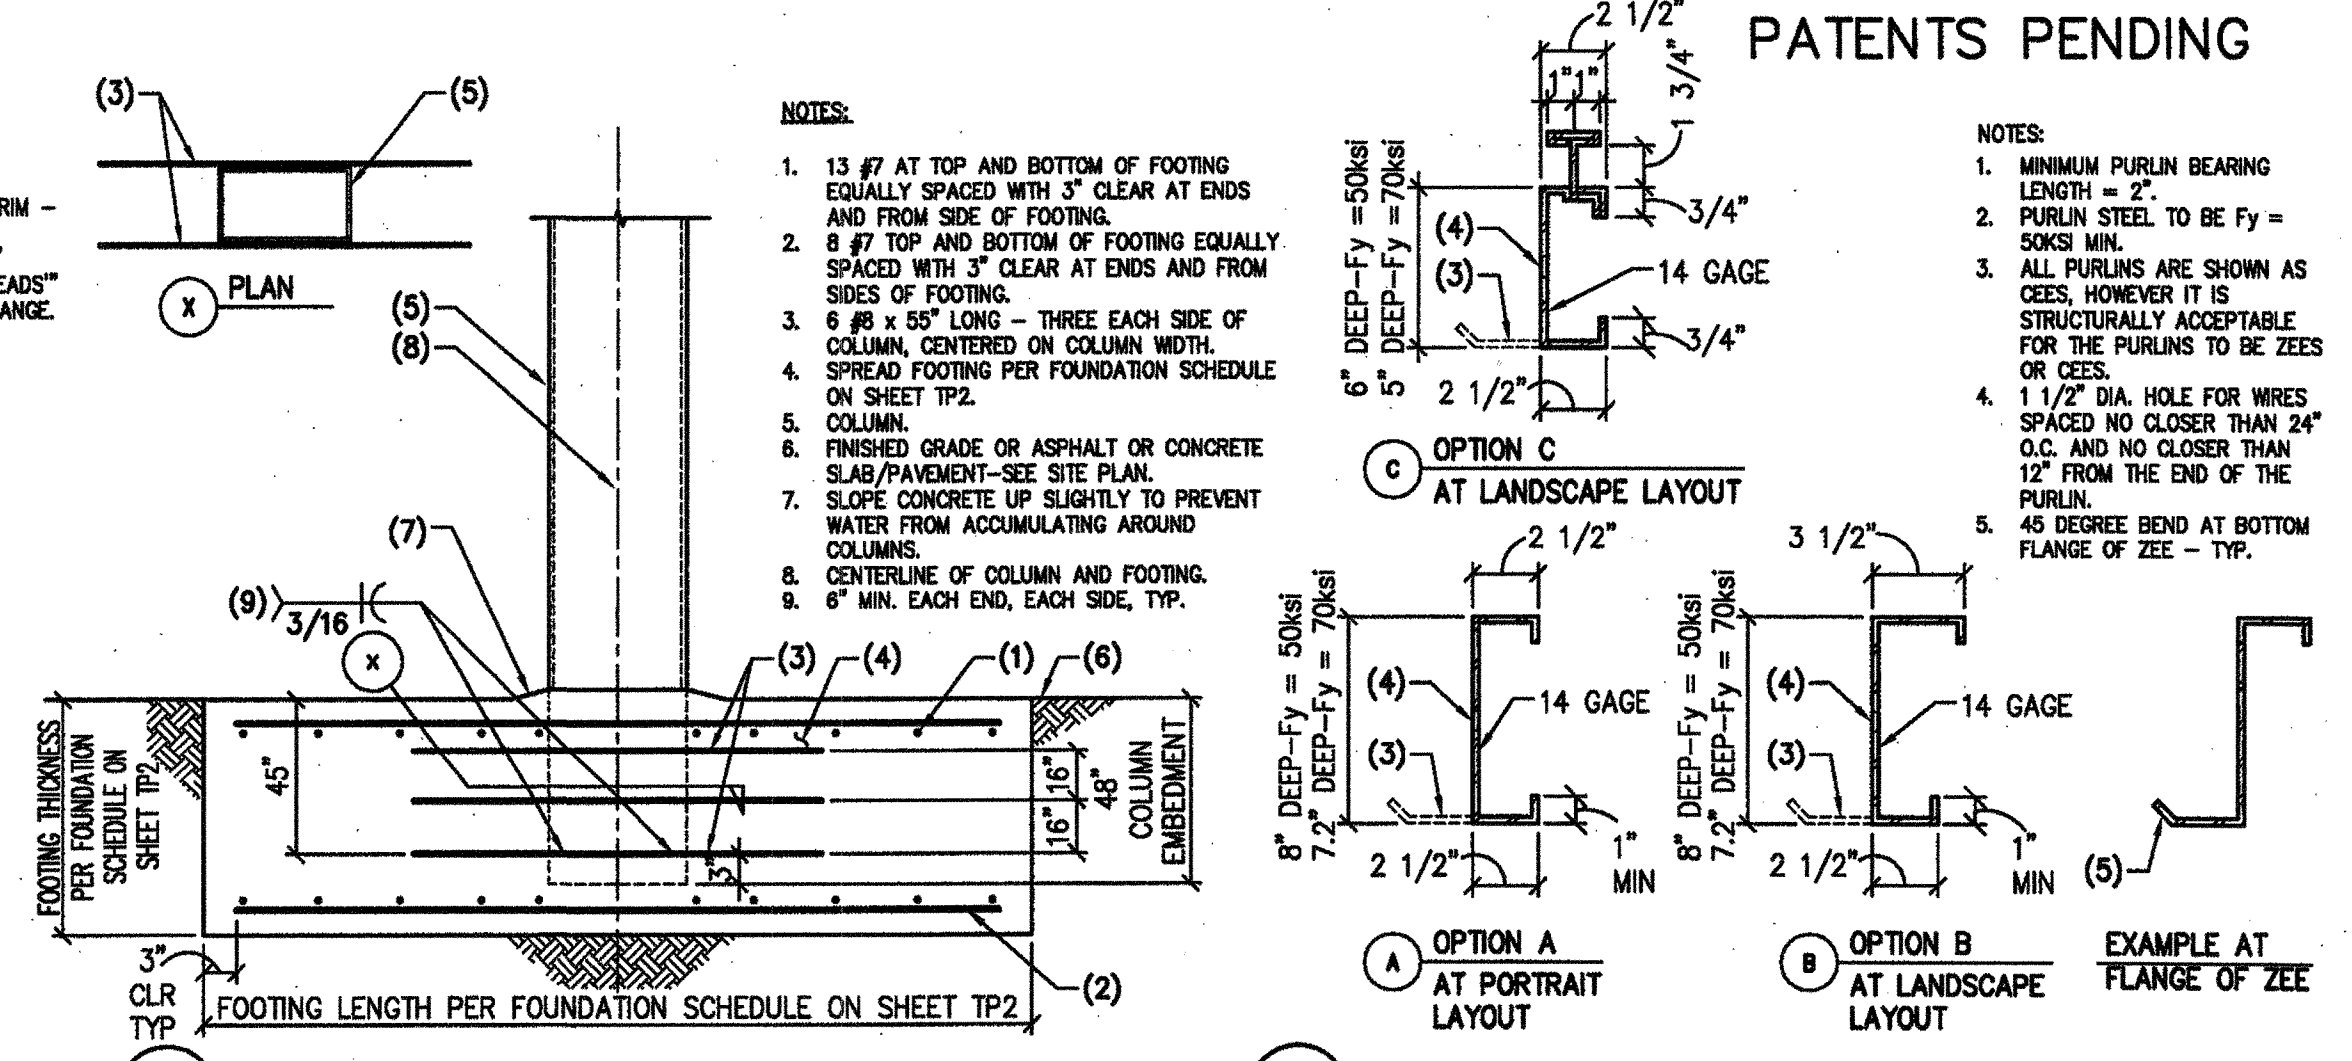 PATENTS PENDING
RIM –
EADS'"
ANGE.
(3)
(5)
X
PLAN
NOTES:
1. 13 #7 AT TOP AND BOTTOM OF FOOTING
EQUALLY SPACED WITH 3" CLEAR AT ENDS
AND FROM SIDE OF FOOTING.
2. 8 #7 TOP AND BOTTOM OF FOOTING EQUALLY
SPACED WITH 3" CLEAR AT ENDS AND FROM
SIDES OF FOOTING.
3. 6 #8 x 55" LONG – THREE EACH SIDE OF
COLUMN, CENTERED ON COLUMN WIDTH.
4. SPREAD FOOTING PER FOUNDATION SCHEDULE
ON SHEET TP2.
5. COLUMN.
6. FINISHED GRADE OR ASPHALT OR CONCRETE
SLAB/PAVEMENT–SEE SITE PLAN.
7. SLOPE CONCRETE UP SLIGHTLY TO PREVENT
WATER FROM ACCUMULATING AROUND
COLUMNS.
8. CENTERLINE OF COLUMN AND FOOTING.
9. 6" MIN. EACH END, EACH SIDE, TYP.
(5)
(8)
(7)
(9)
3/16
X
(3)
(4)
(1)
(6)
FOOTING THICKNESS
PER FOUNDATION
SCHEDULE ON
SHEET TP2
45"
16"
16"
48"
COLUMN
EMBEDMENT
3"
3"
CLR
TYP
(2)
FOOTING LENGTH PER FOUNDATION SCHEDULE ON SHEET TP2
2 1/2"
1"
1"
1 3/4"
3/4"
(4)
(3)
14 GAGE
3/4"
6" DEEP–Fy =50ksi
5" DEEP–Fy =70ksi
2 1/2"
C
OPTION C
AT LANDSCAPE LAYOUT
NOTES:
1. MINIMUM PURLIN BEARING
LENGTH = 2".
2. PURLIN STEEL TO BE Fy =
50KSI MIN.
3. ALL PURLINS ARE SHOWN AS
CEES, HOWEVER IT IS
STRUCTURALLY ACCEPTABLE
FOR THE PURLINS TO BE ZEES
OR CEES.
4. 1 1/2" DIA. HOLE FOR WIRES
SPACED NO CLOSER THAN 24"
O.C. AND NO CLOSER THAN
12" FROM THE END OF THE
PURLIN.
5. 45 DEGREE BEND AT BOTTOM
FLANGE OF ZEE – TYP.
2 1/2"
8" DEEP–Fy = 50ksi
7.2" DEEP–Fy = 70ksi
(4)
14 GAGE
(3)
2 1/2"
1"
MIN
A
OPTION A
AT PORTRAIT
LAYOUT
3 1/2"
8" DEEP–Fy = 50ksi
7.2" DEEP–Fy = 70ksi
(4)
14 GAGE
(3)
2 1/2"
1"
MIN
B
OPTION B
AT LANDSCAPE
LAYOUT
(5)
EXAMPLE AT
FLANGE OF ZEE